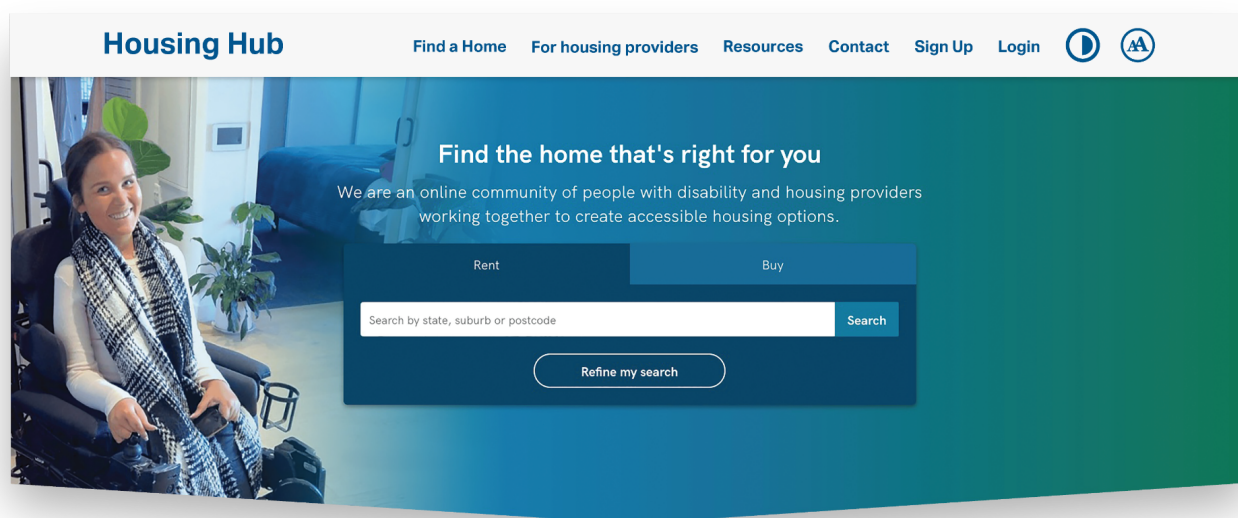 Housing Hub
Find a Home
For housing providers
Resources
Contact
Sign Up
Login
AA
Find the home that's right for you
We are an online community of people with disability and housing providers
working together to create accessible housing options.
Rent
Buy
Search by state, suburb or postcode
Search
Refine my search